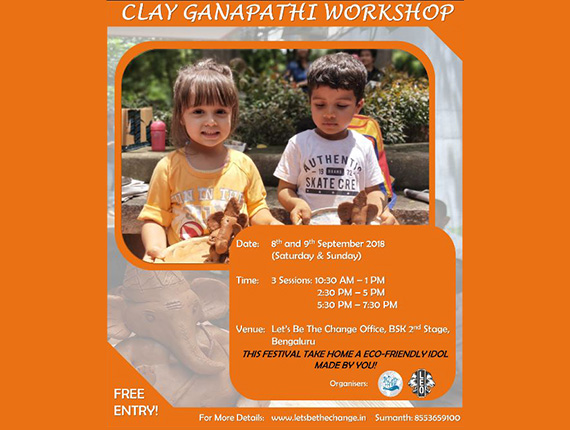 CLAY GANAPATHI WORKSHOP
AUTHENTIC
SKATE CREW
Date: 8th and 9th September 2018
(Saturday & Sunday)
Time: 3 Sessions: 10:30 AM – 1 PM
2:30 PM – 5 PM
5:30 PM – 7:30 PM
Venue: Let's Be The Change Office, BSK 2nd Stage,
Bengaluru
THIS FESTIVAL TAKE HOME A ECO-FRIENDLY IDOL
MADE BY YOU!
Organisers:
LEO
FREE
ENTRY!
For More Details: www.letsbethechange.in Sumanth: 8553659100